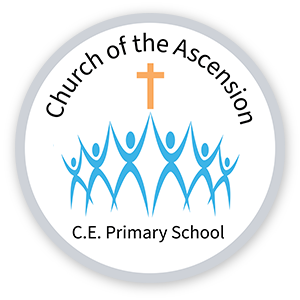 Church of the Ascension
C.E. Primary School